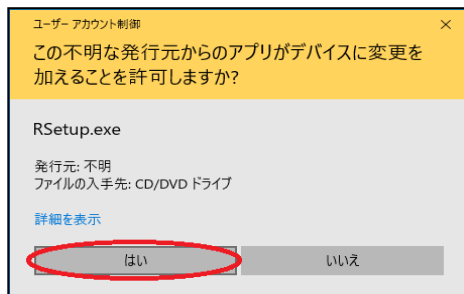 ユーザー アカウント制御
この不明な発行元からのアプリがデバイスに変更を
加えることを許可しますか?
RSetup.exe
発行元: 不明
ファイルの入手先: CD/DVD ドライブ
詳細を表示
はい
いいえ